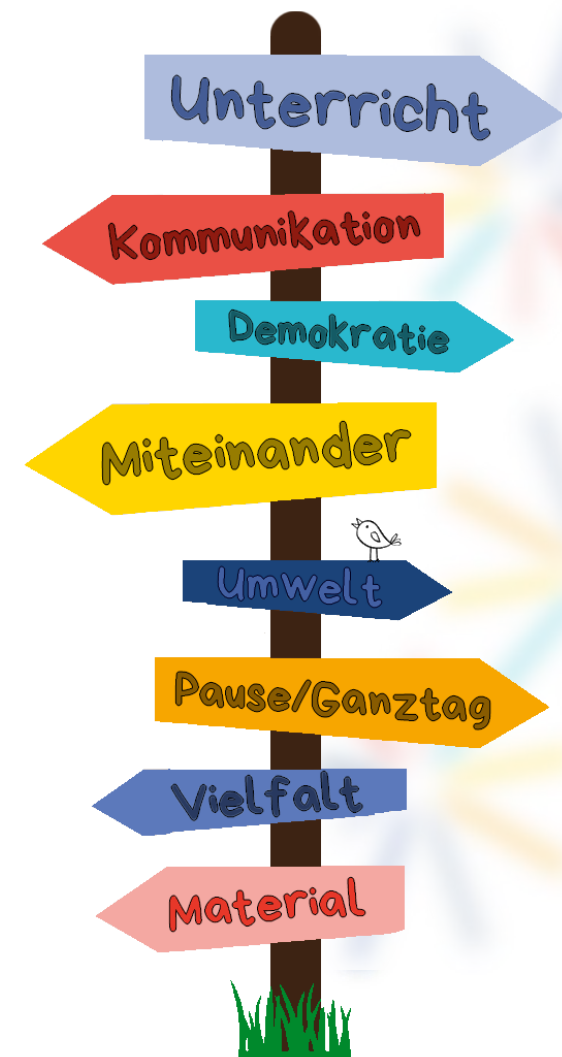 Unterricht
Kommunikation
Demokratie
Miteinander
Umwelt
Pause/Ganztag
Vielfalt
Material